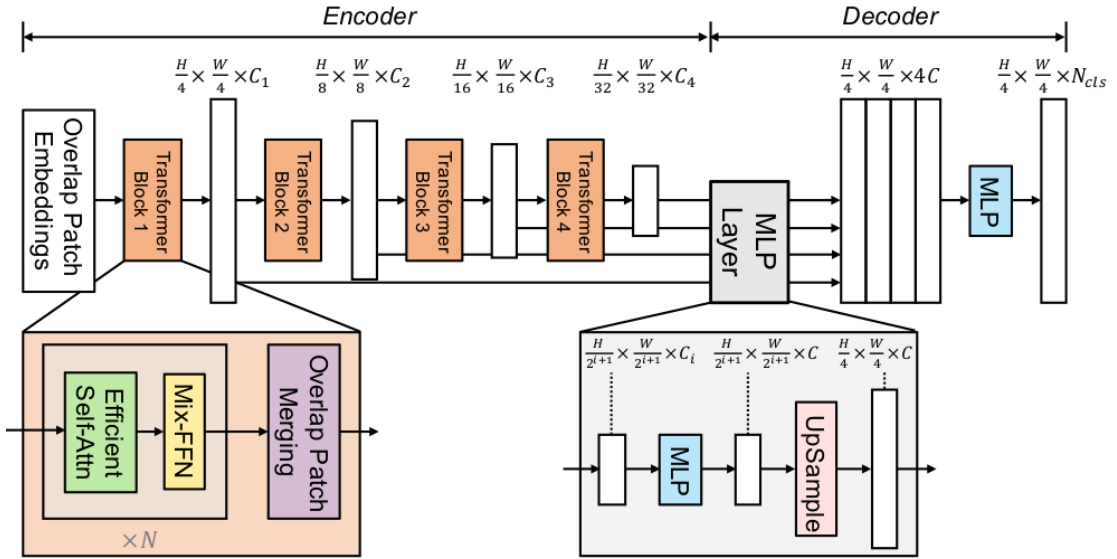 Encoder
Decoder
H/4 × W/4 × C₁
H/8 × W/8 × C₂
H/16 × W/16 × C₃
H/32 × W/32 × C₄
H/4 × W/4 × 4C
H/4 × W/4 × N_cls
Overlap Patch
Embeddings
Transformer
Block 1
Transformer
Block 2
Transformer
Block 3
Transformer
Block 4
MLP
Layer
MLP
Efficient
Self-Attn
Mix-FFN
Overlap Patch
Merging
×N
H/2^{i+1} × W/2^{i+1} × C_i
H/2^{i+1} × W/2^{i+1} × C
H/4 × W/4 × C
MLP
UpSample